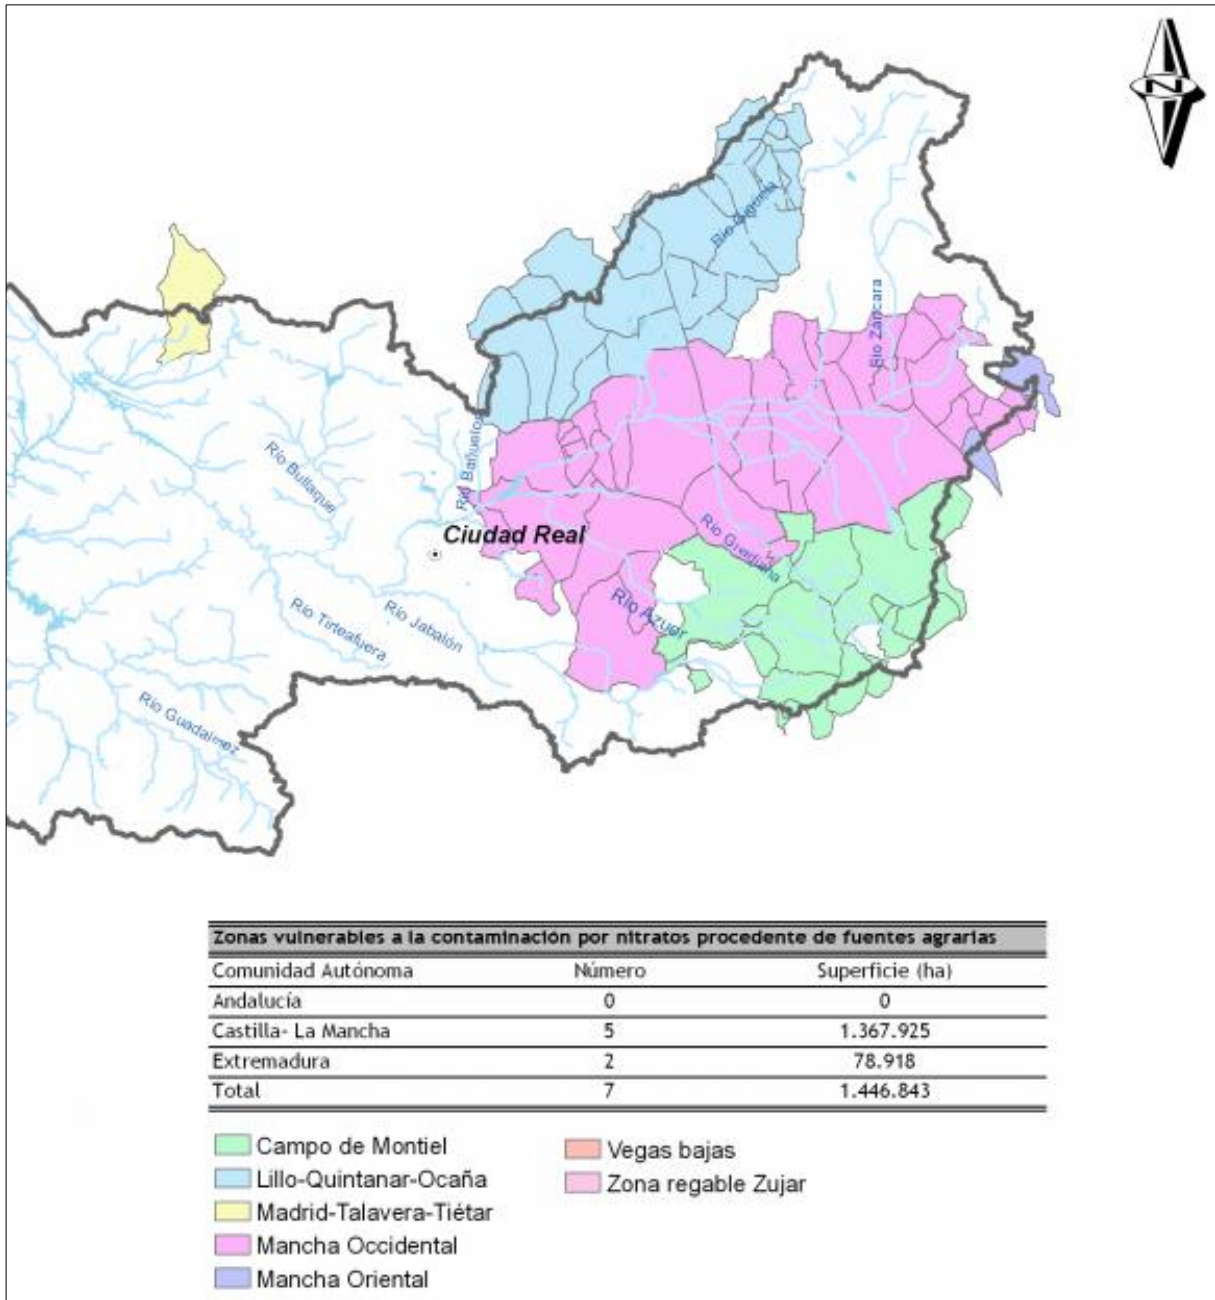 N
Río Gigüela
Río Záncara
Río Bañuelos
Río Bullaque
Ciudad Real
Río Guadiana
Río Azuer
Río Jabalón
Río Tirteafuera
Río Guadalmez
Zonas vulnerables a la contaminación por nitratos procedente de fuentes agrarias
Comunidad Autónoma Número Superficie (ha)
Andalucía 0 0
Castilla- La Mancha 5 1.367.925
Extremadura 2 78.918
Total 7 1.446.843
Campo de Montiel
Lillo-Quintanar-Ocaña
Madrid-Talavera-Tiétar
Mancha Occidental
Mancha Oriental
Vegas bajas
Zona regable Zujar